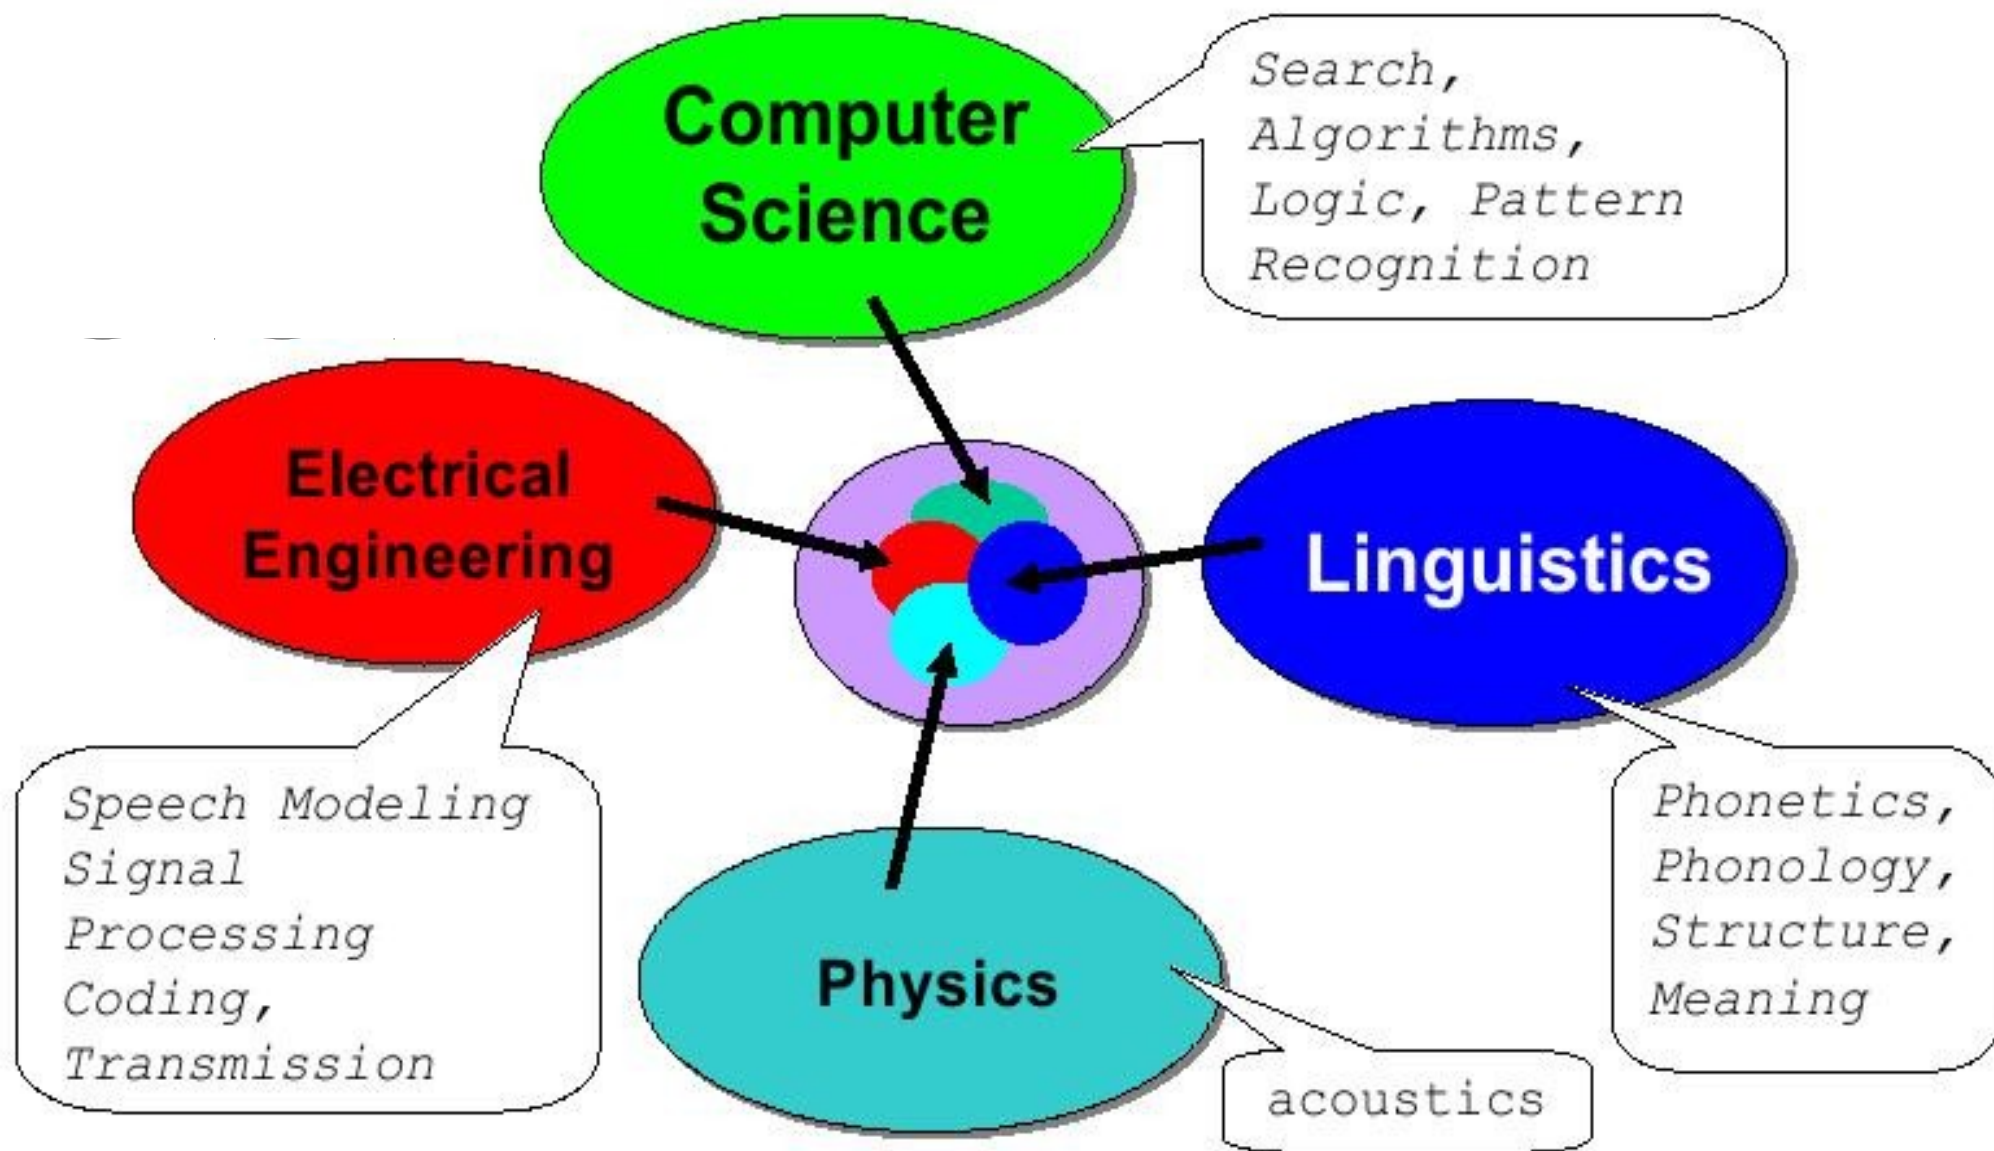 Computer
Science
Search,
Algorithms,
Logic, Pattern
Recognition
Electrical
Engineering
Linguistics
Speech Modeling
Signal
Processing
Coding,
Transmission
Physics
acoustics
Phonetics,
Phonology,
Structure,
Meaning